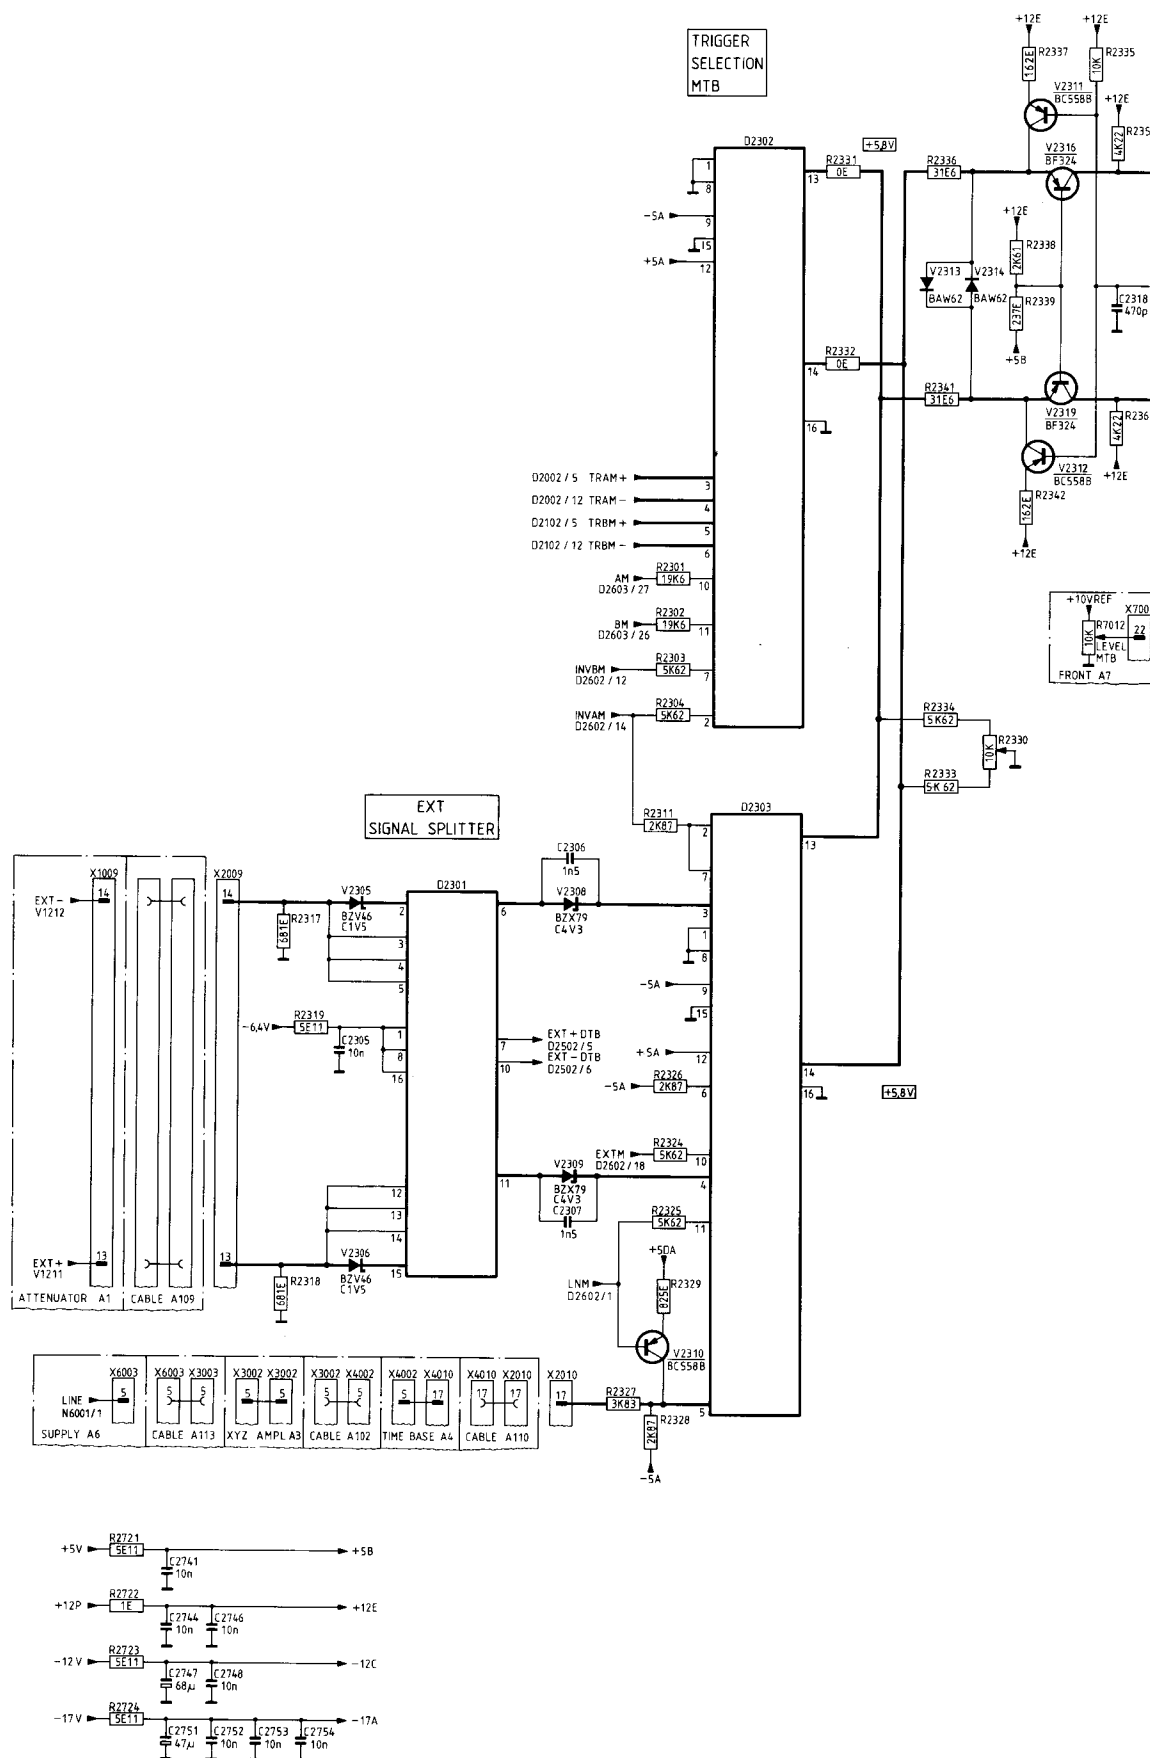 TRIGGER
SELECTION
MTB
+12E
+12E
R2337
162E
R2335
10K
V2311
BC558B
+12E
4K22
D2302
+5,8V
R2331
0E
R2336
31E6
V2316
BF324
1
8
13
-5A
9
15
+5A
12
+12E
R2338
2K61
V2313
BAW62
V2314
BAW62
R2339
237E
+5B
C2318
470p
R2332
0E
14
R2341
31E6
V2319
BF324
16
4K22
+12E
V2312
BC558B
R2342
162E
+12E
D2002/5 TRAM+
3
D2002/12 TRAM-
4
D2102/5 TRBM+
5
D2102/12 TRBM-
6
AM
D2603/27
R2301
19K6
10
BM
D2603/26
R2302
19K6
11
INVBM
D2602/12
R2303
5K62
7
INVAM
D2602/14
R2304
5K62
2
+10VREF
R7012
10K
LEVEL
MTB
22
FRONT A7
R2334
5K62
R2330
10K
R2333
5K62
EXT
SIGNAL SPLITTER
R2311
2K87
D2303
2
13
7
C2306
1n5
X1009
X2009
14
EXT-
V1212
14
R2317
681E
V2305
BZV46
C1V5
D2301
2
3
4
5
6
V2308
BZX79
C4V3
3
1
8
-5A
9
15
-6,4V
R2319
5E11
C2305
10n
1
8
16
7
EXT+DTB
D2502/5
10
EXT-DTB
D2502/6
+5A
12
14
-5A
R2326
2K87
6
16
+5,8V
EXTM
D2602/18
R2324
5K62
10
11
V2309
BZX79
C4V3
C2307
1n5
4
12
13
14
15
R2325
5K62
11
EXT+
V1211
13
13
R2318
681E
V2306
BZV46
C1V5
LNM
D2602/1
+5DA
R2329
825E
V2310
BC558B
ATTENUATOR A1
CABLE A109
X6003
X6003 X3003
X3002 X3002
X3002 X4002
X4002 X4010
X4010 X2010
X2010
LINE
N6001/1
5
5 5
5 5
5 5
5 17
17 17
17
R2327
3K83
R2328
2K87
-5A
5
SUPPLY A6
CABLE A113
XYZ AMPL A3
CABLE A102
TIME BASE A4
CABLE A110
+5V
R2721
5E11
+5B
C2741
10n
+12P
R2722
1E
+12E
C2744
10n
C2746
10n
-12V
R2723
5E11
-12C
C2747
68µ
C2748
10n
-17V
R2724
5E11
-17A
C2751
47µ
C2752
10n
C2753
10n
C2754
10n